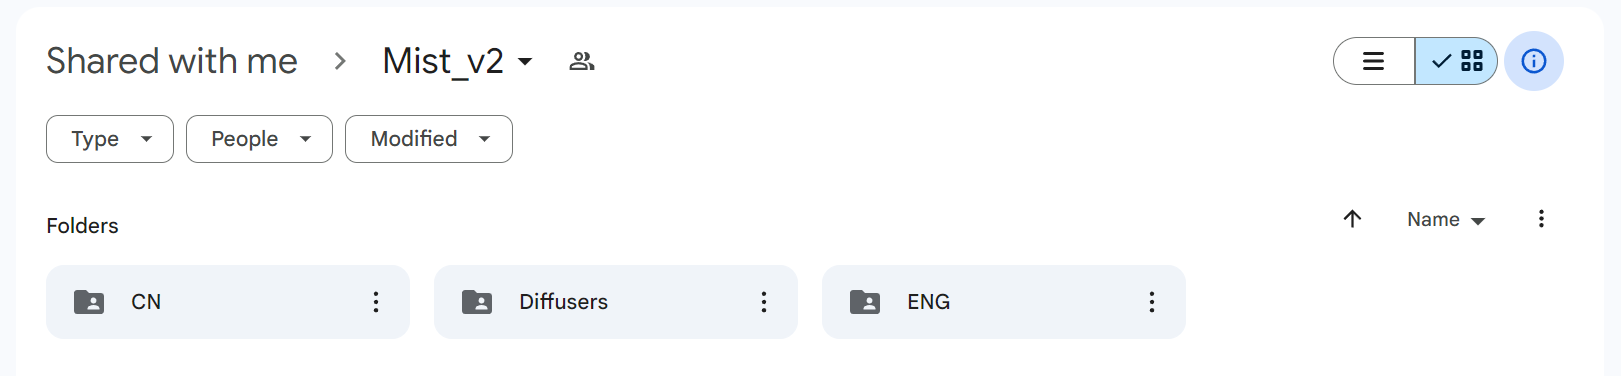 Shared with me > Mist_v2
Type People Modified
Folders Name
CN Diffusers ENG